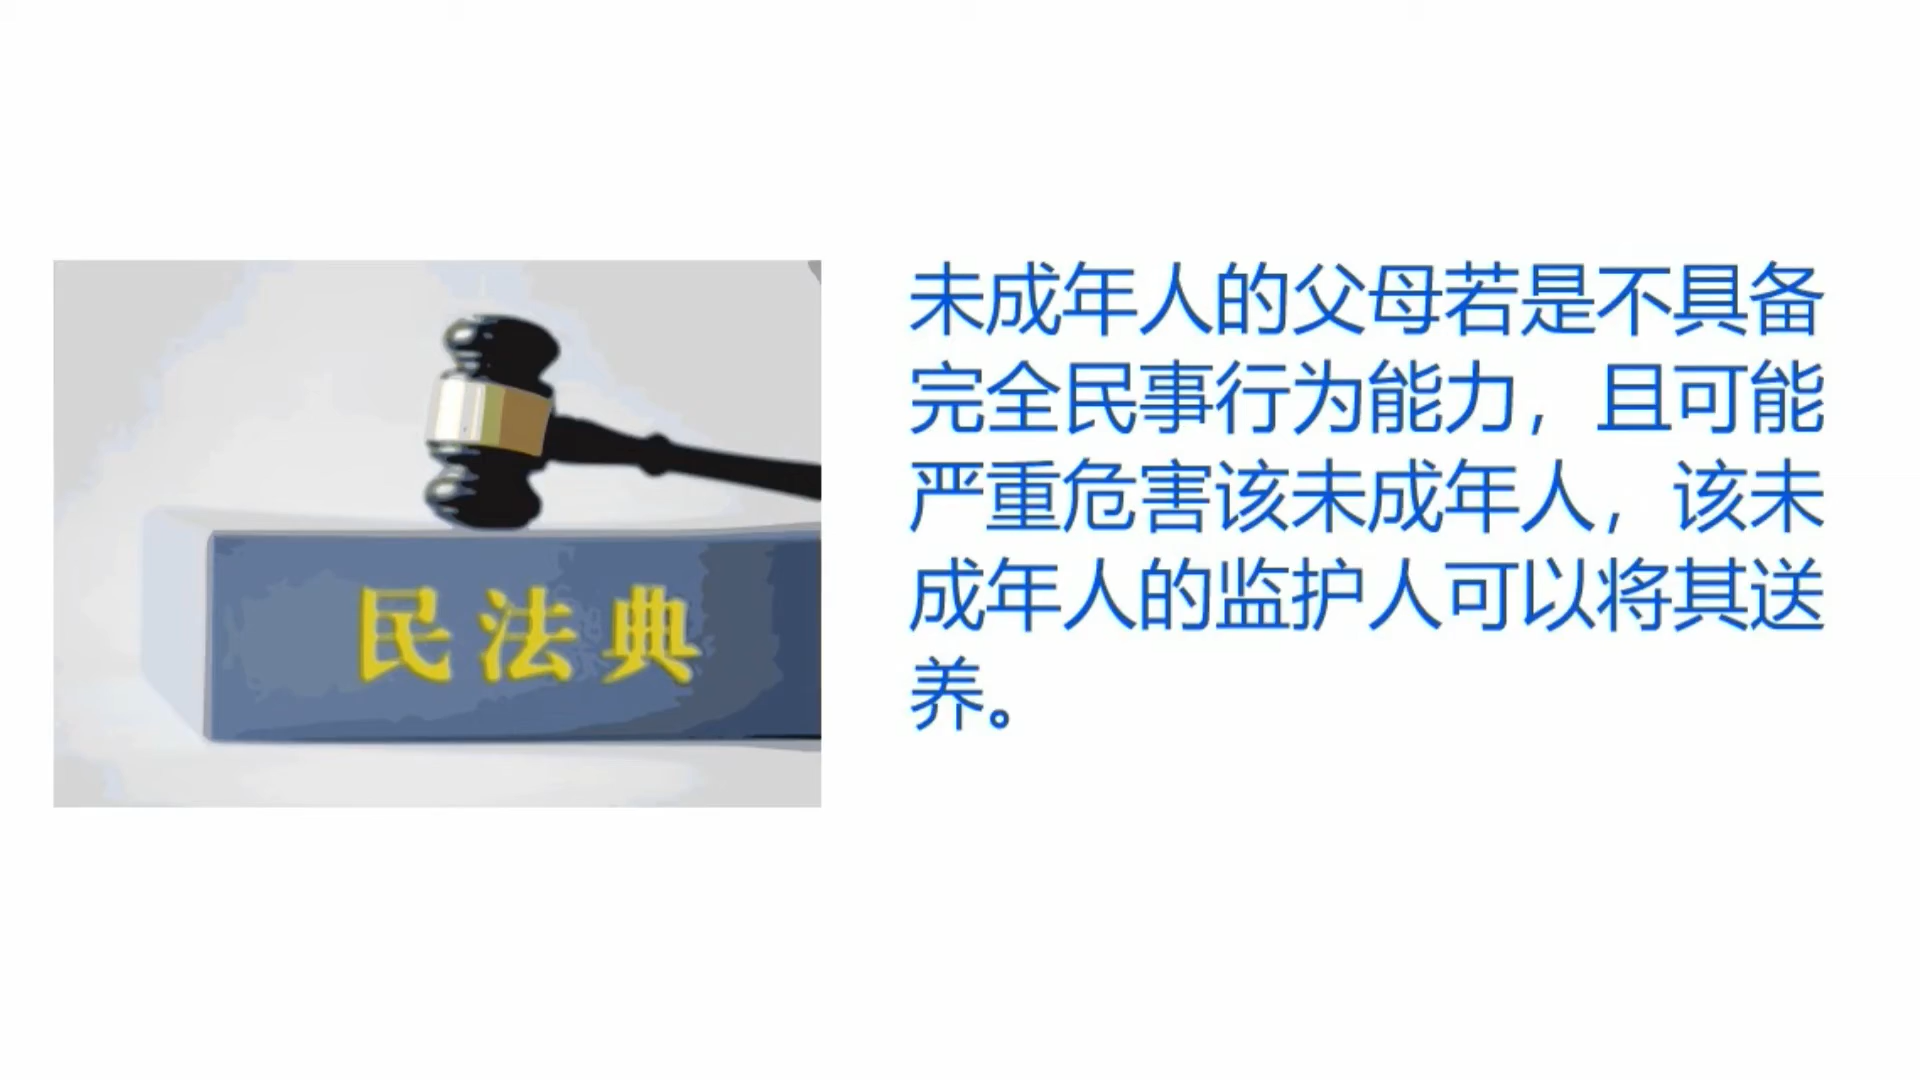 民法典
未成年人的父母若是不具备
完全民事行为能力，且可能
严重危害该未成年人，该未
成年人的监护人可以将其送
养。